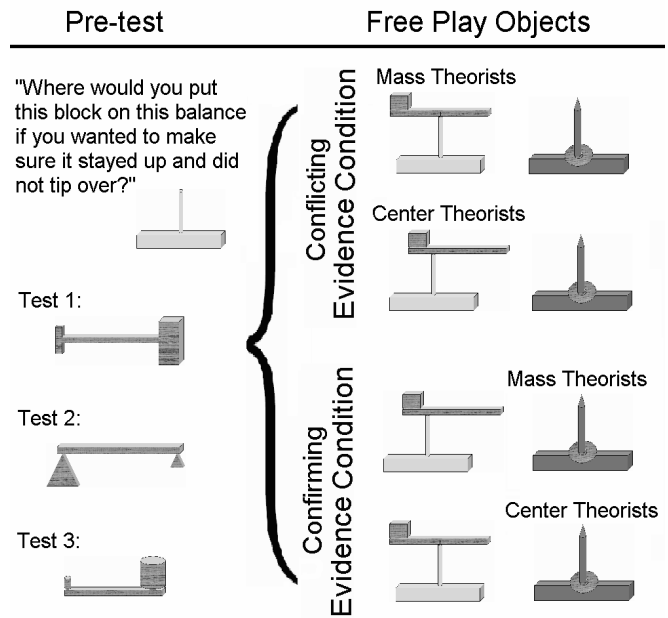 Pre-test
Free Play Objects
"Where would you put
this block on this balance
if you wanted to make
sure it stayed up and did
not tip over?"
Test 1:
Test 2:
Test 3:
Conflicting
Evidence Condition
Mass Theorists
Center Theorists
Confirming
Evidence Condition
Mass Theorists
Center Theorists